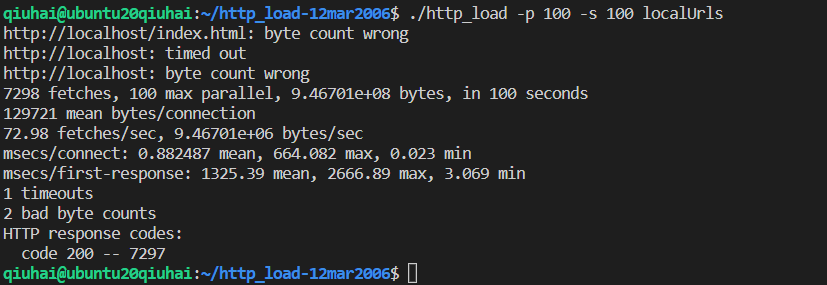 qiuhai@ubuntu20qiuhai:~/http_load-12mar2006$ ./http_load -p 100 -s 100 localUrls
http://localhost/index.html: byte count wrong
http://localhost: timed out
http://localhost: byte count wrong
7298 fetches, 100 max parallel, 9.46701e+08 bytes, in 100 seconds
129721 mean bytes/connection
72.98 fetches/sec, 9.46701e+06 bytes/sec
msecs/connect: 0.882487 mean, 664.082 max, 0.023 min
msecs/first-response: 1325.39 mean, 2666.89 max, 3.069 min
1 timeouts
2 bad byte counts
HTTP response codes:
  code 200 -- 7297
qiuhai@ubuntu20qiuhai:~/http_load-12mar2006$